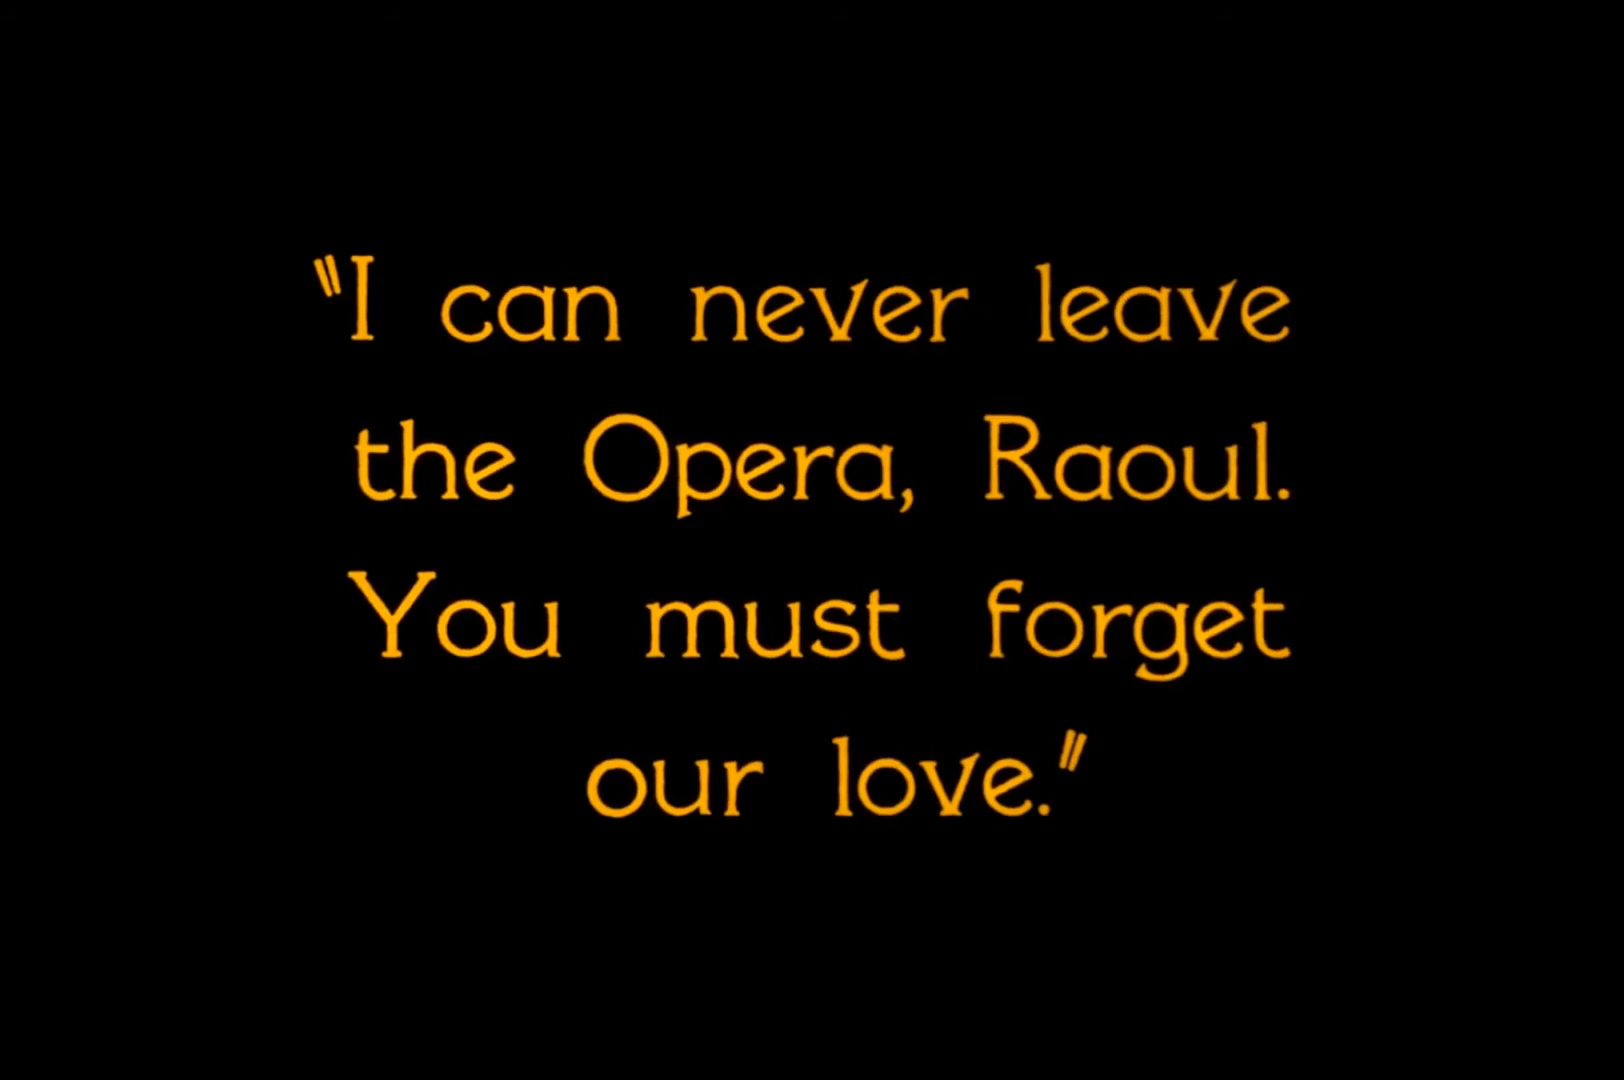 "I can never leave
the Opera, Raoul.
You must forget
our love."